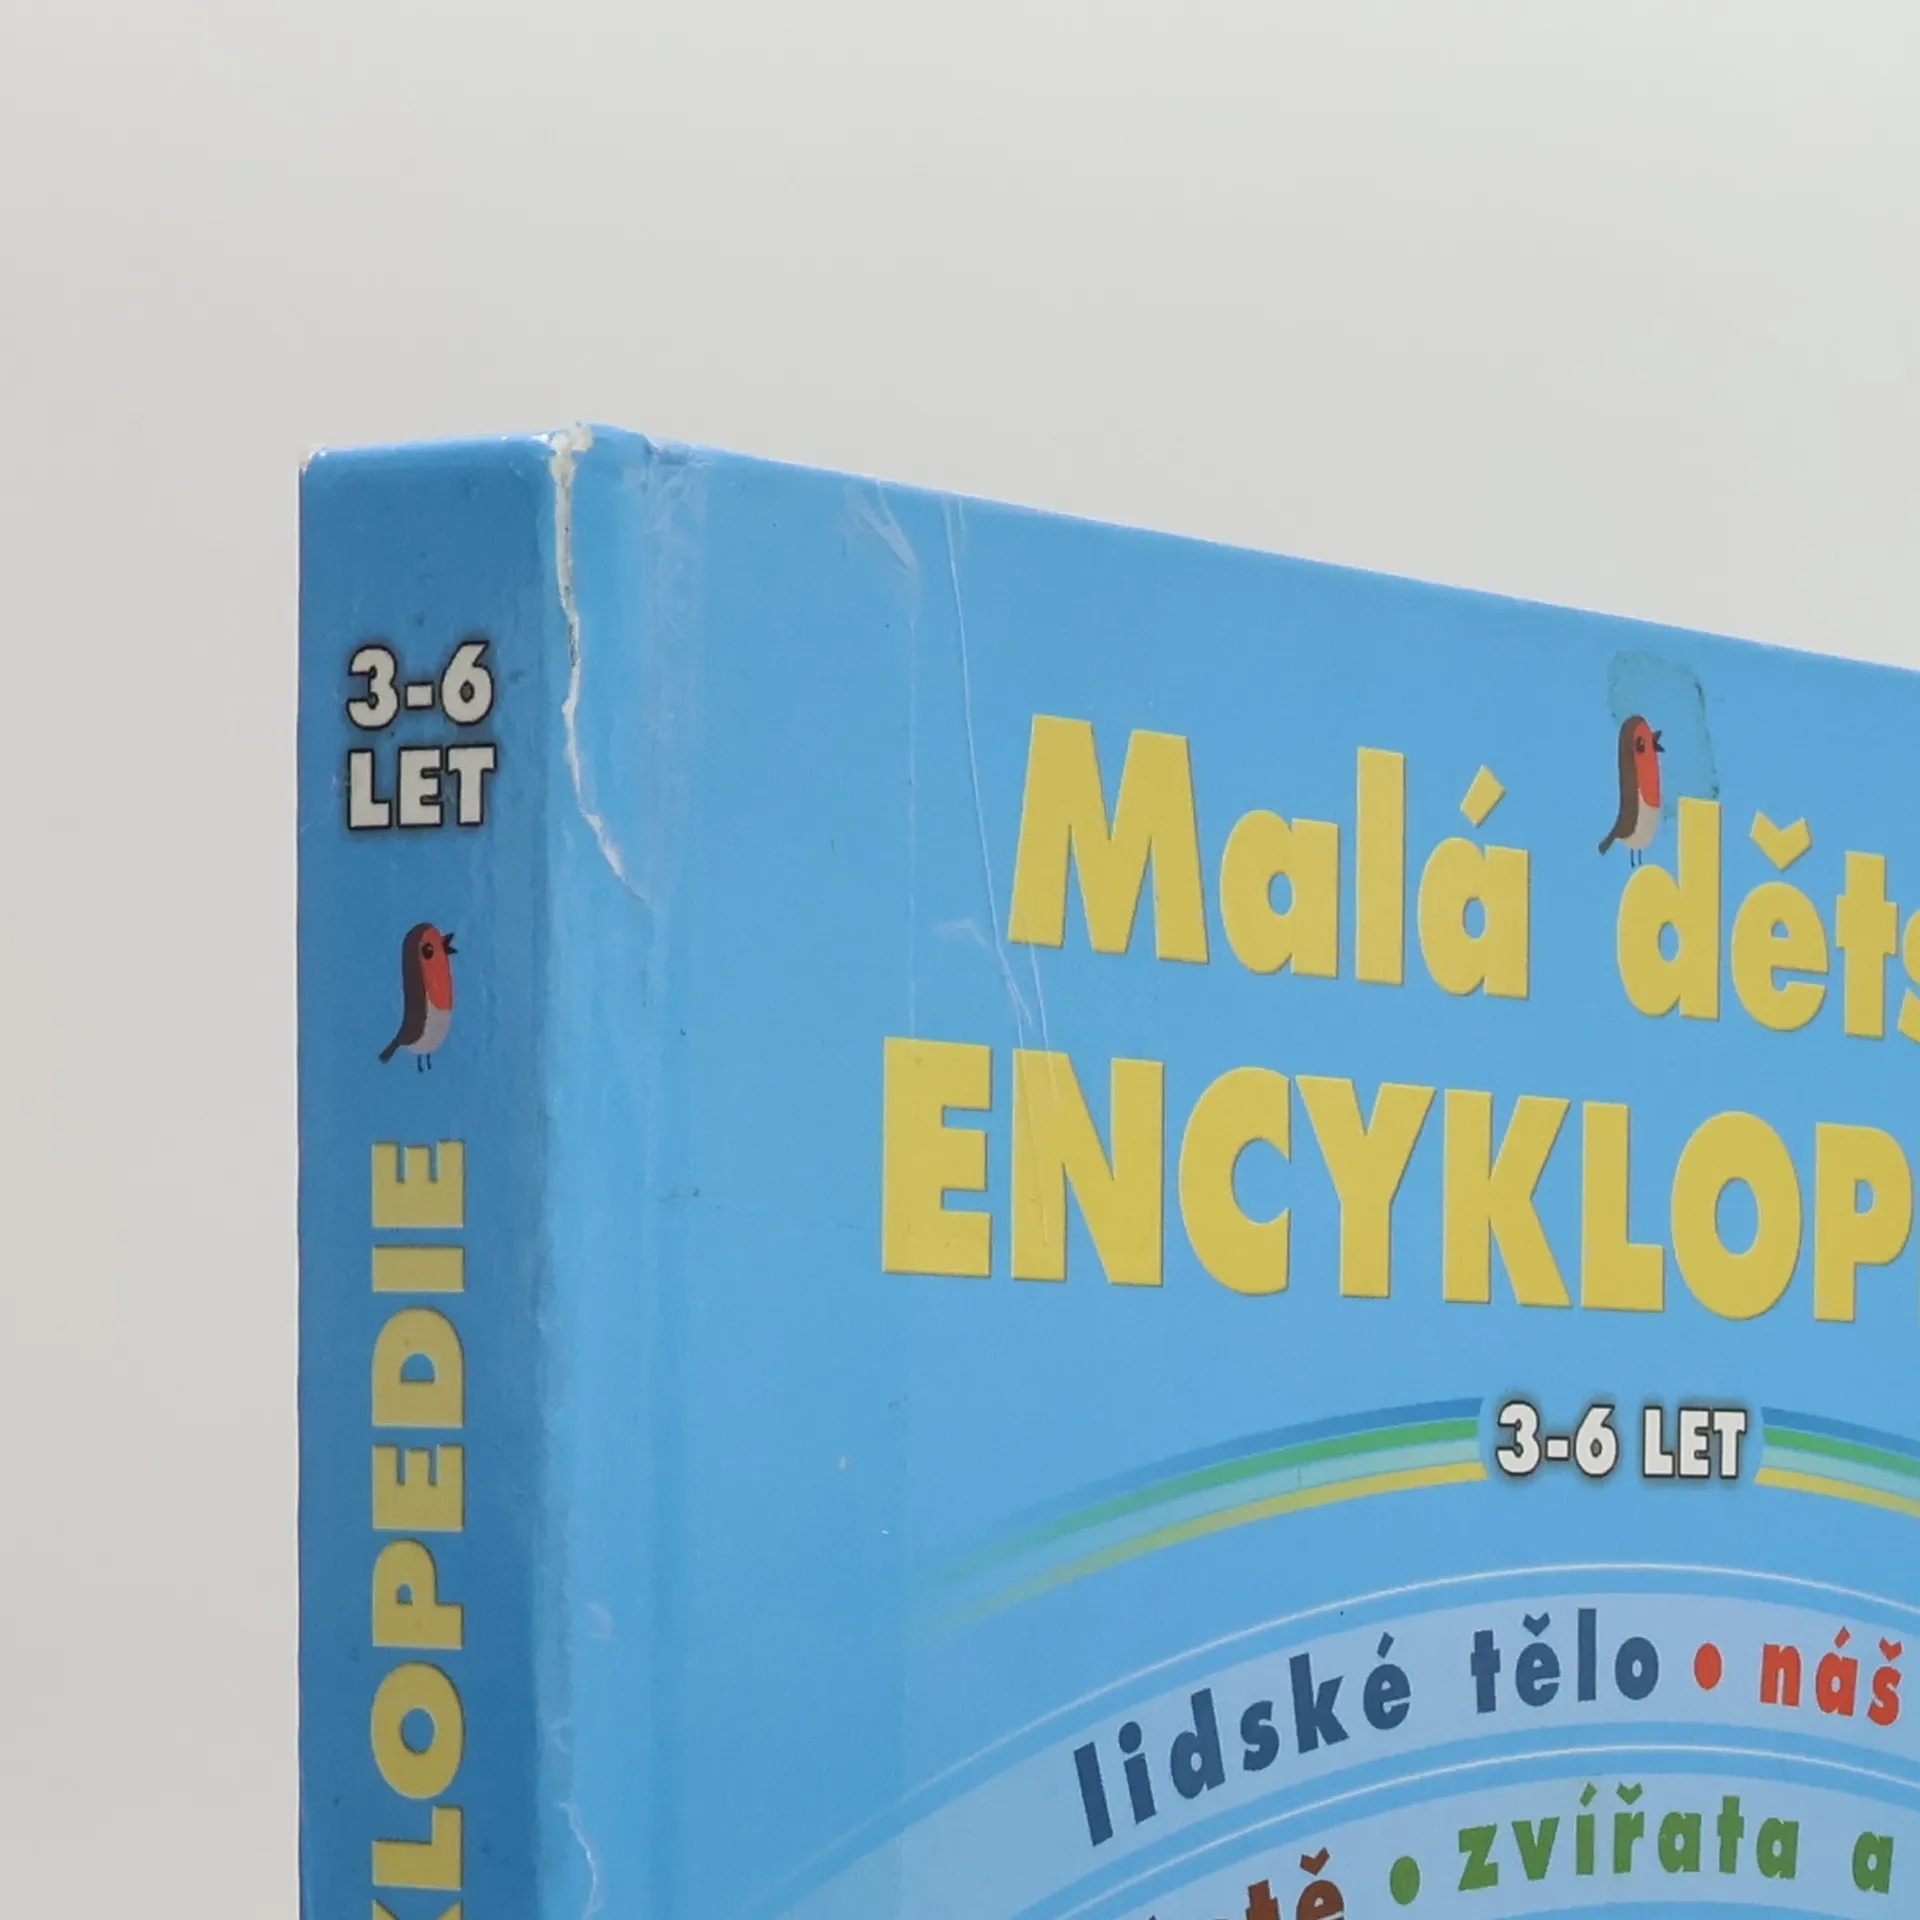 3-6
LET
KLOPEDIE
Malá děts
ENCYKLOP
3-6 LET
lidské tělo • náš
zvířata a